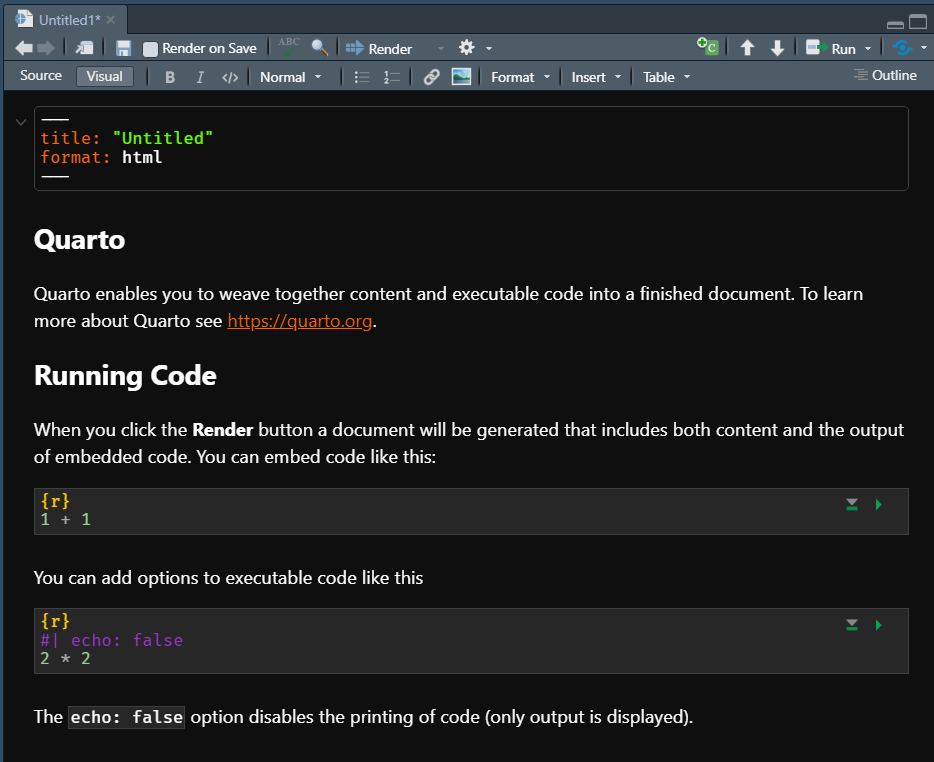 Untitled1*
Render on Save ABC Render Run
Source Visual B I </> Normal Format Insert Table Outline
---
title: "Untitled"
format: html
---
Quarto
Quarto enables you to weave together content and executable code into a finished document. To learn
more about Quarto see https://quarto.org.
Running Code
When you click the Render button a document will be generated that includes both content and the output
of embedded code. You can embed code like this:
{r}
1 + 1
You can add options to executable code like this
{r}
#| echo: false
2 * 2
The echo: false option disables the printing of code (only output is displayed).